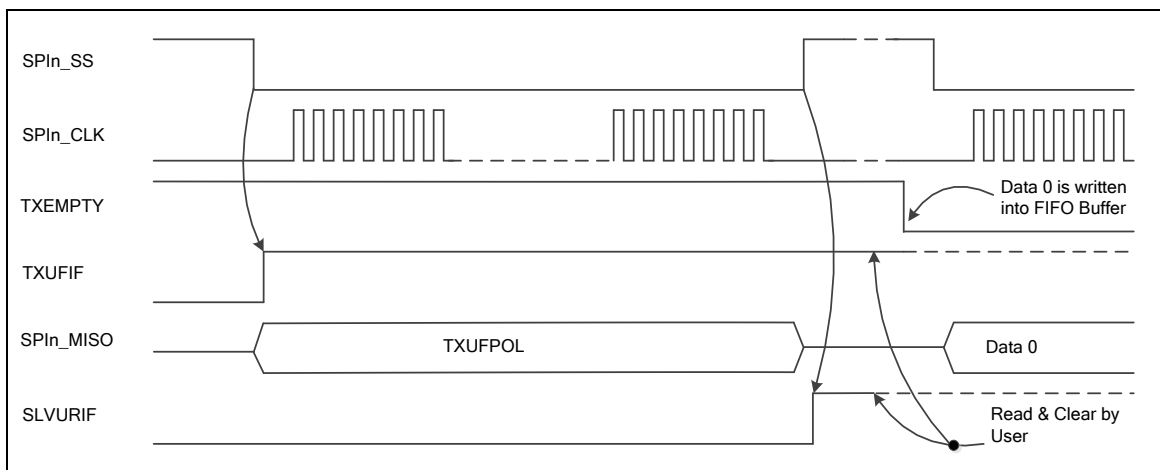 SPIn_SS
SPIn_CLK
TXEMPTY
Data 0 is written
into FIFO Buffer
TXUFIF
SPIn_MISO
TXUFPOL
Data 0
SLVURIF
Read & Clear by
User